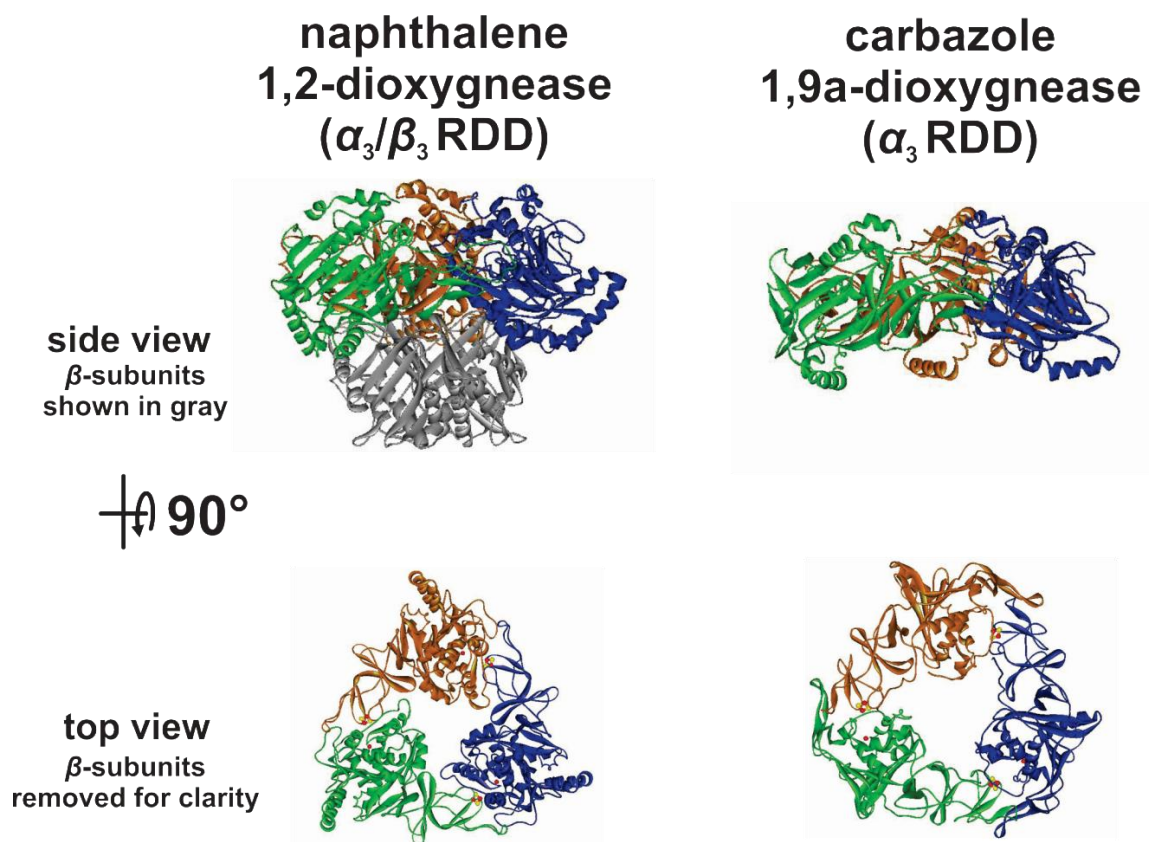 naphthalene
1,2-dioxygnease
(α₃/β₃ RDD)
carbazole
1,9a-dioxygnease
(α₃ RDD)
side view
β-subunits
shown in gray
90°
top view
β-subunits
removed for clarity